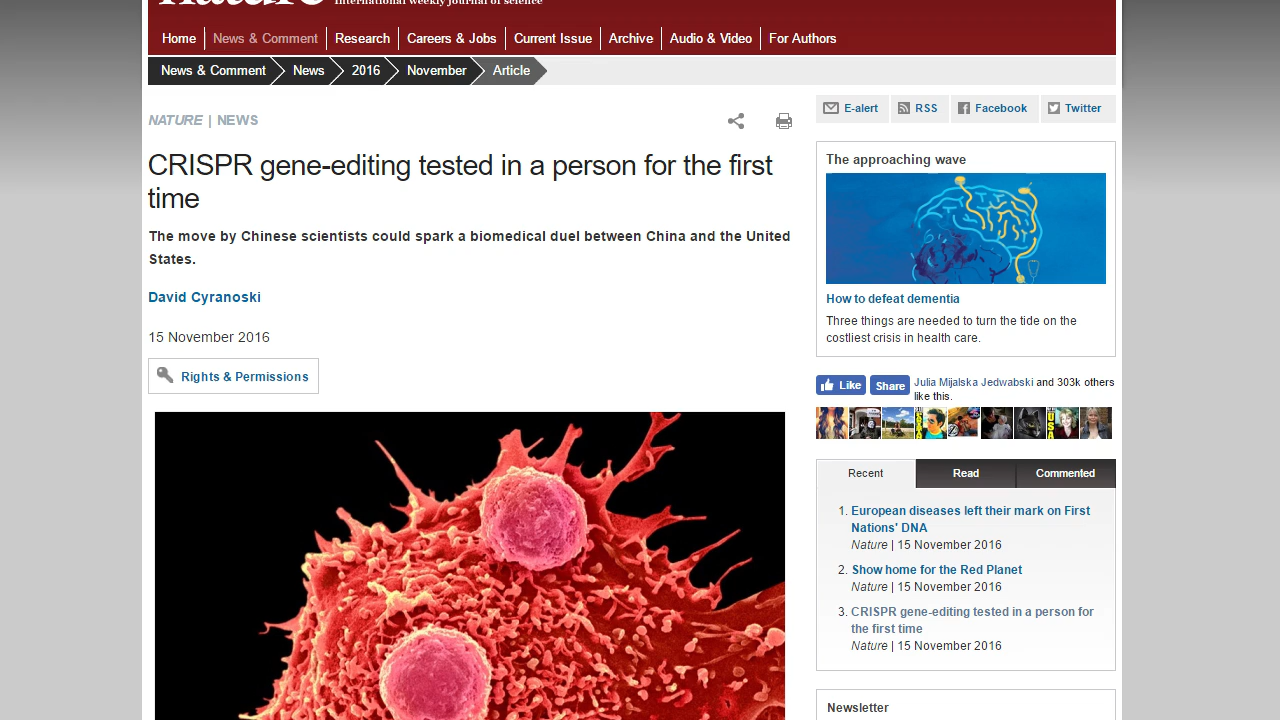 nature International weekly journal of science
Home
News & Comment
Research
Careers & Jobs
Current Issue
Archive
Audio & Video
For Authors
News & Comment
News
2016
November
Article
NATURE | NEWS
CRISPR gene-editing tested in a person for the first
time
The move by Chinese scientists could spark a biomedical duel between China and the United
States.
David Cyranoski
15 November 2016
Rights & Permissions
E-alert
RSS
Facebook
Twitter
The approaching wave
How to defeat dementia
Three things are needed to turn the tide on the
costliest crisis in health care.
Like
Share
Julia Mijalska Jedwabski and 303k others
like this.
Recent
Read
Commented
1. European diseases left their mark on First
Nations' DNA
Nature | 15 November 2016
2. Show home for the Red Planet
Nature | 15 November 2016
3. CRISPR gene-editing tested in a person for
the first time
Nature | 15 November 2016
Newsletter